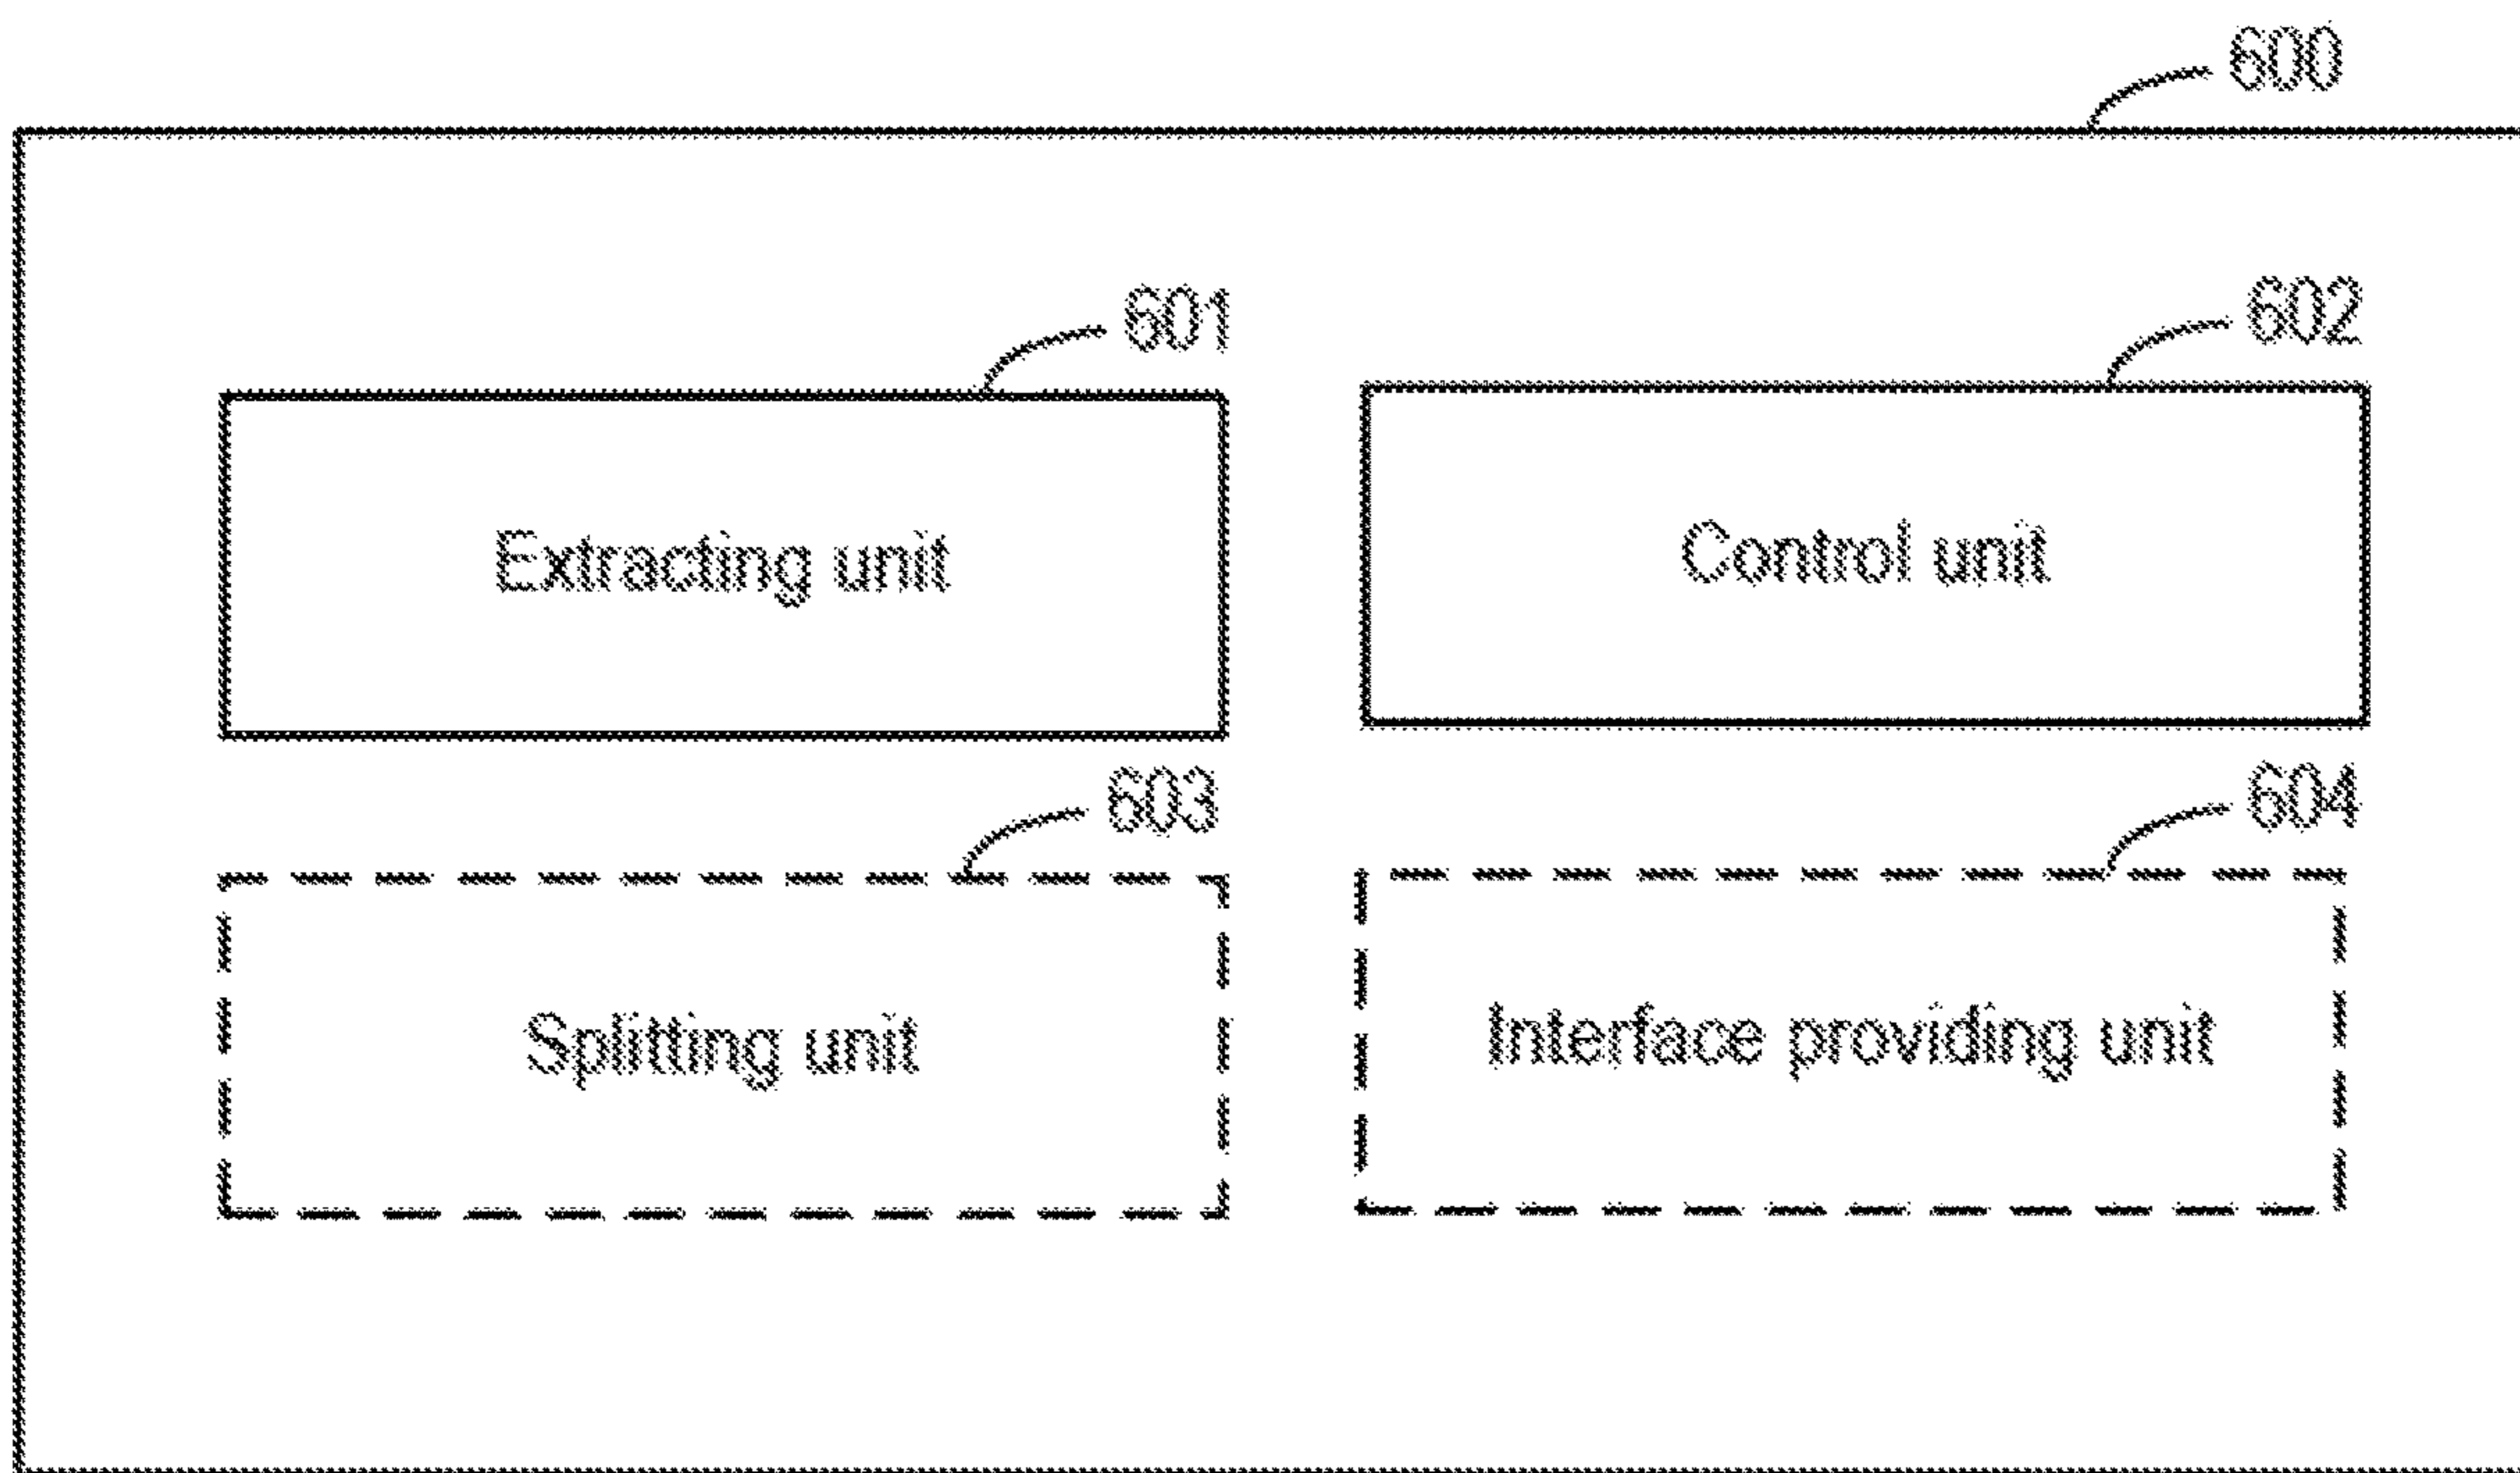 600
601
602
Extracting unit
Control unit
603
604
Splitting unit
Interface providing unit